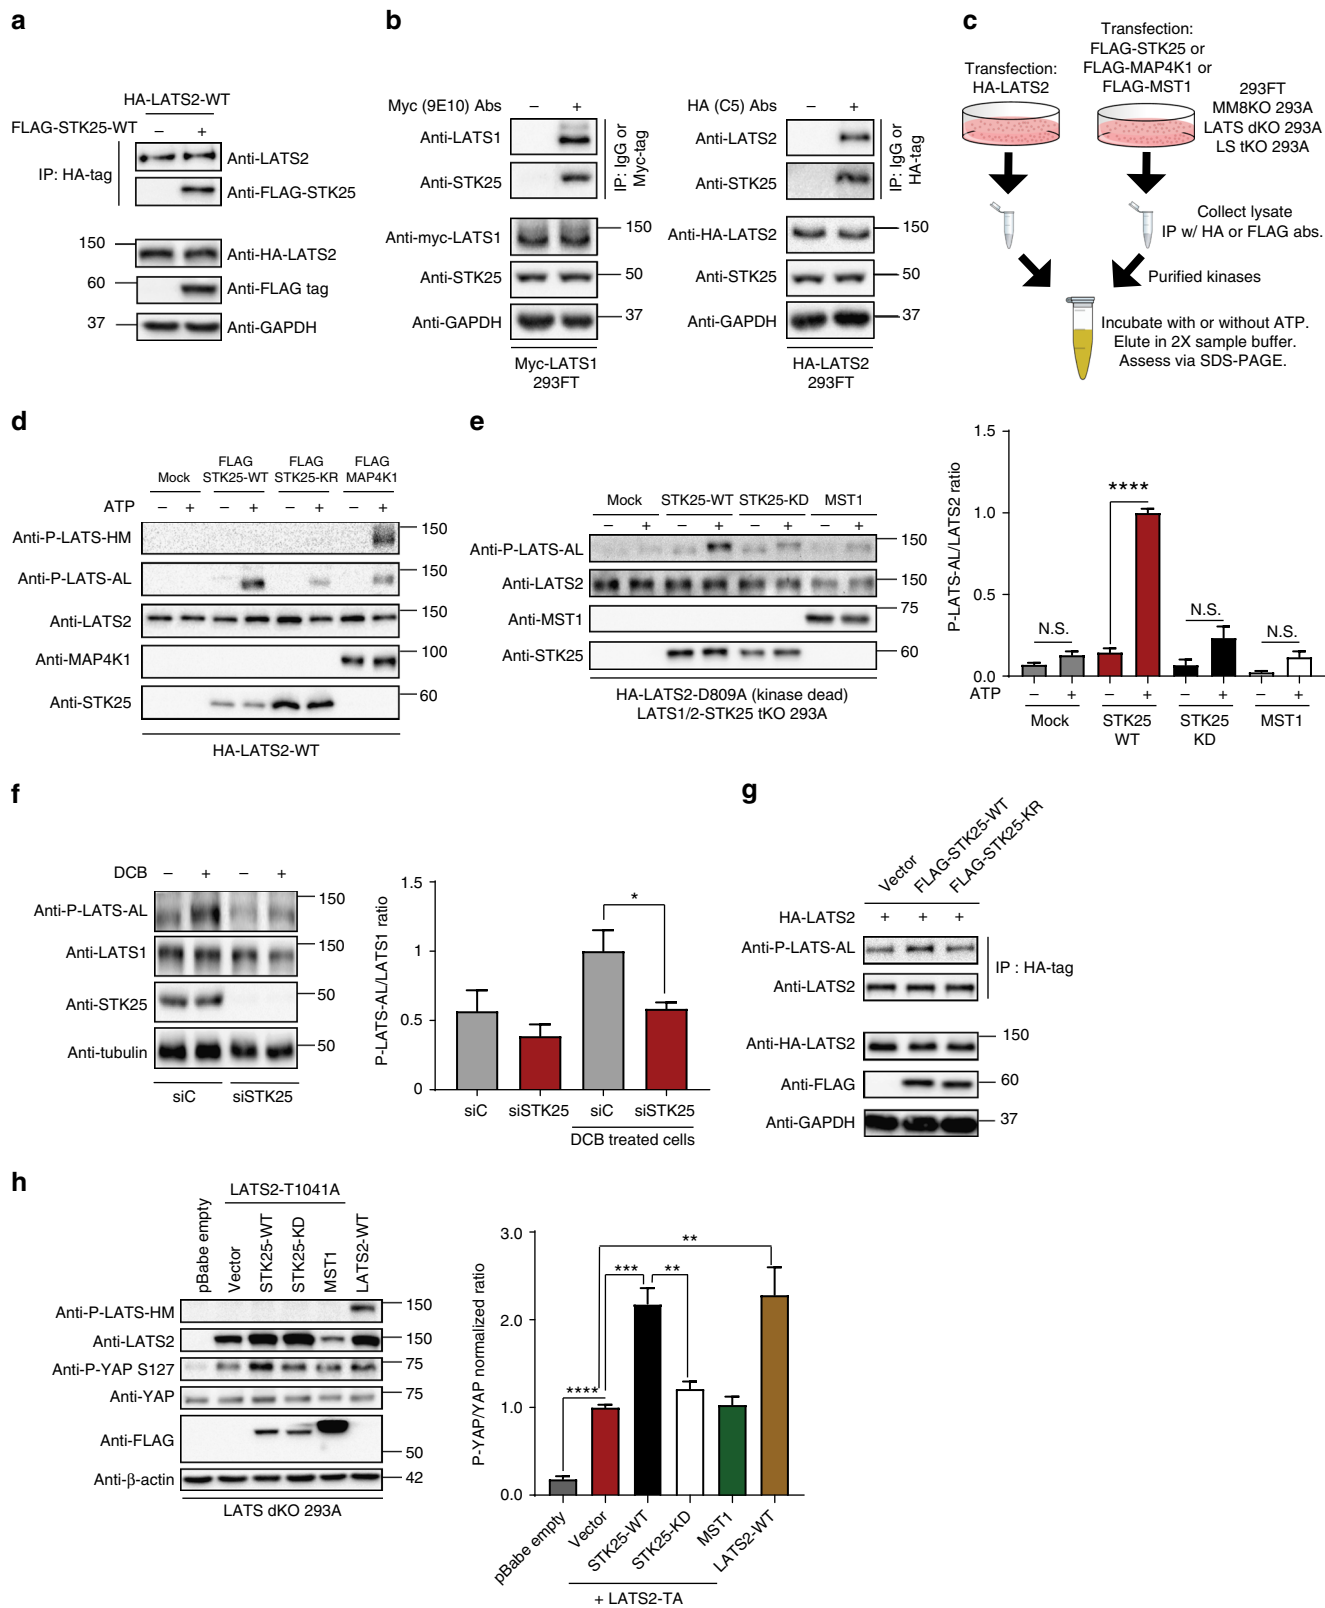 a
HA-LATS2-WT
FLAG-STK25-WT – +
IP: HA-tag
Anti-LATS2
Anti-FLAG-STK25
150
Anti-HA-LATS2
60
Anti-FLAG tag
37
Anti-GAPDH
b
Myc (9E10) Abs – +
Anti-LATS1
Anti-STK25
IP: IgG or
Myc-tag
Anti-myc-LATS1
150
Anti-STK25
50
Anti-GAPDH
37
Myc-LATS1
293FT
HA (C5) Abs – +
Anti-LATS2
Anti-STK25
IP: IgG or
HA-tag
Anti-HA-LATS2
150
Anti-STK25
50
Anti-GAPDH
37
HA-LATS2
293FT
c
Transfection:
HA-LATS2
Transfection:
FLAG-STK25 or
FLAG-MAP4K1 or
FLAG-MST1
293FT
MM8KO 293A
LATS dKO 293A
LS tKO 293A
Collect lysate
IP w/ HA or FLAG abs.
Purified kinases
Incubate with or without ATP.
Elute in 2X sample buffer.
Assess via SDS-PAGE.
d
Mock
FLAG
STK25-WT
FLAG
STK25-KR
FLAG
MAP4K1
ATP – + – + – + – +
Anti-P-LATS-HM
150
Anti-P-LATS-AL
150
Anti-LATS2
150
Anti-MAP4K1
100
Anti-STK25
60
HA-LATS2-WT
e
Mock STK25-WT STK25-KD MST1
– + – + – + – +
Anti-P-LATS-AL
150
Anti-LATS2
150
Anti-MST1
75
Anti-STK25
60
HA-LATS2-D809A (kinase dead)
LATS1/2-STK25 tKO 293A
P-LATS-AL/LATS2 ratio
1.5
1.0
0.5
0.0
N.S.
****
N.S.
N.S.
ATP – + – + – + – +
Mock
STK25
WT
STK25
KD
MST1
f
DCB – + – +
Anti-P-LATS-AL
150
Anti-LATS1
150
Anti-STK25
50
Anti-tubulin
50
siC siSTK25
P-LATS-AL/LATS1 ratio
1.5
1
0.5
0
*
siC siSTK25 siC siSTK25
DCB treated cells
g
Vector
FLAG-STK25-WT
FLAG-STK25-KR
HA-LATS2 + + +
Anti-P-LATS-AL
Anti-LATS2
IP : HA-tag
Anti-HA-LATS2
150
Anti-FLAG
60
Anti-GAPDH
37
h
LATS2-T1041A
pBabe empty
Vector
STK25-WT
STK25-KD
MST1
LATS2-WT
Anti-P-LATS-HM
150
Anti-LATS2
150
Anti-P-YAP S127
75
Anti-YAP
75
Anti-FLAG
50
Anti-β-actin
42
LATS dKO 293A
P-YAP/YAP normalized ratio
3.0
2.0
1.0
0.0
****
***
**
**
pBabe empty
Vector
STK25-WT
STK25-KD
MST1
LATS2-WT
+ LATS2-TA